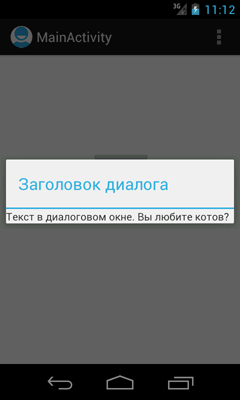 3G 11:12
MainActivity
Заголовок диалога
Текст в диалоговом окне. Вы любите котов?